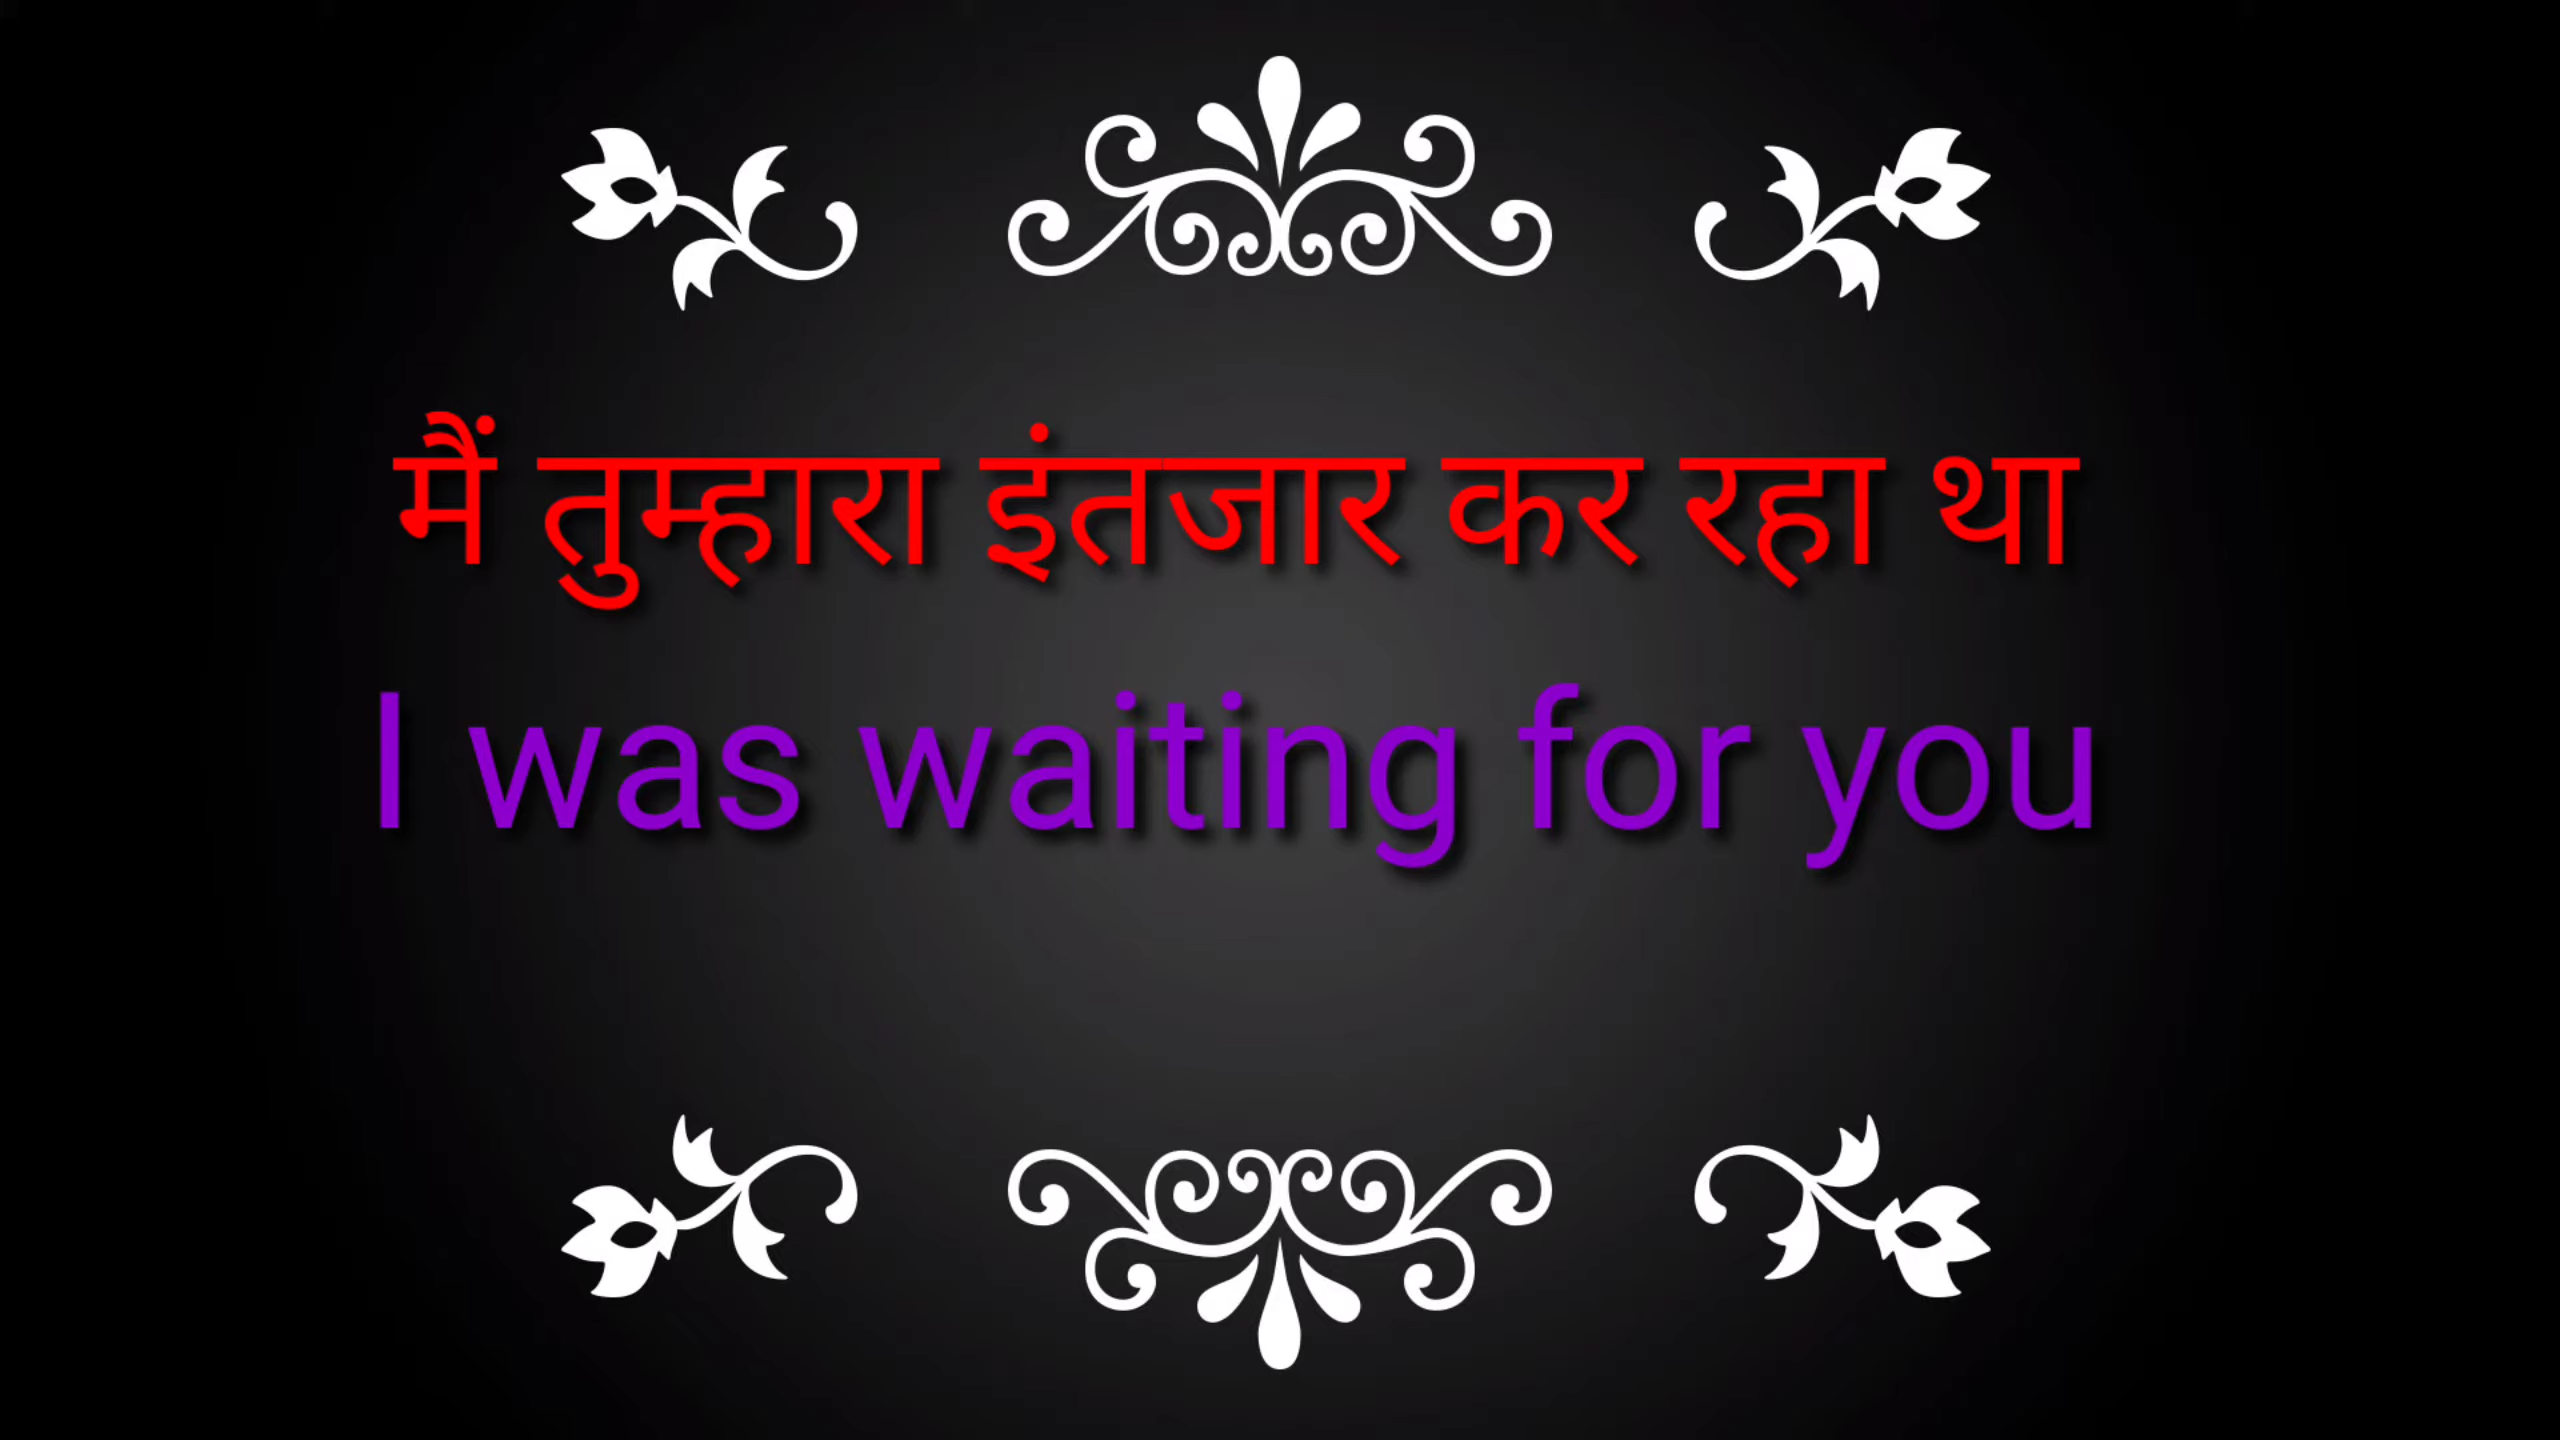 मैं तुम्हारा इंतजार कर रहा था
I was waiting for you